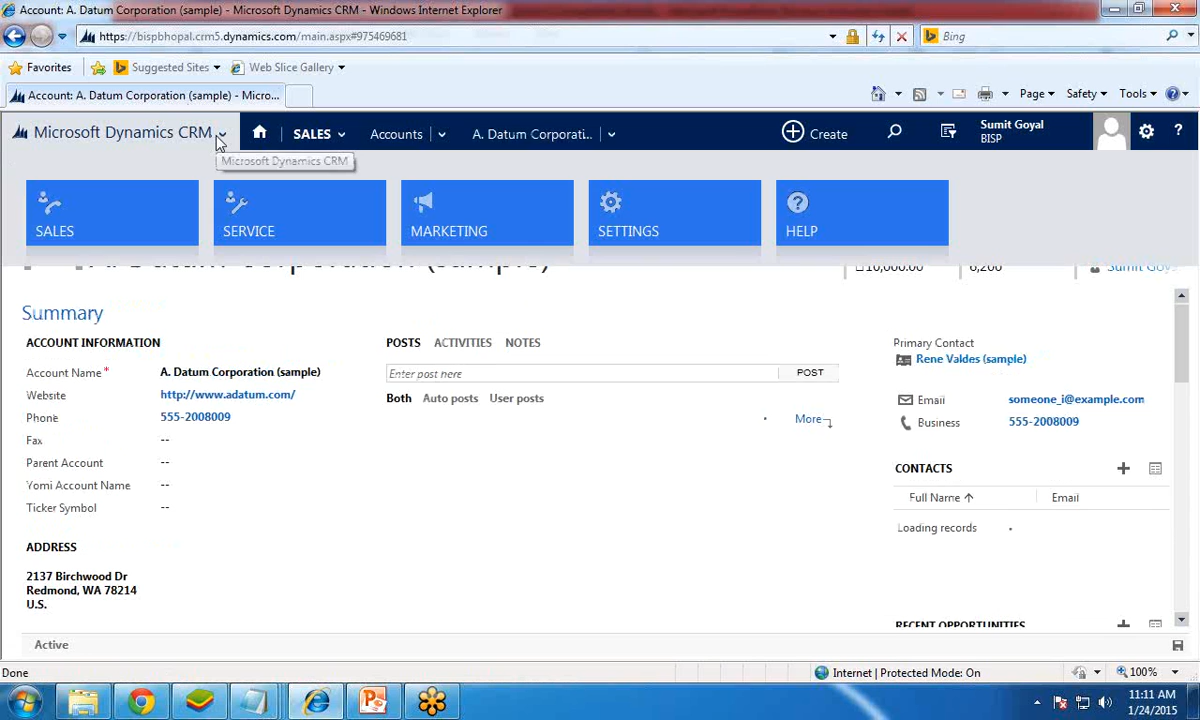 Account: A. Datum Corporation (sample) - Microsoft Dynamics CRM - Windows Internet Explorer
https://bispbhopal.crm5.dynamics.com/main.aspx#975469681
Bing
Favorites
Suggested Sites
Web Slice Gallery
Account: A. Datum Corporation (sample) - Micro...
Page
Safety
Tools
Microsoft Dynamics CRM
SALES
Accounts
A. Datum Corporati..
Create
Sumit Goyal
BISP
?
Microsoft Dynamics CRM
SALES
SERVICE
MARKETING
SETTINGS
HELP
A. Datum Corporation (sample)
10,000.00
6,200
Sumit Goyal
Summary
ACCOUNT INFORMATION
Account Name*
A. Datum Corporation (sample)
Website
http://www.adatum.com/
Phone
555-2008009
Fax
--
Parent Account
--
Yomi Account Name
--
Ticker Symbol
--
ADDRESS
2137 Birchwood Dr
Redmond, WA 78214
U.S.
POSTS ACTIVITIES NOTES
Enter post here
POST
Both Auto posts User posts
More
Primary Contact
Rene Valdes (sample)
Email
someone_i@example.com
Business
555-2008009
CONTACTS
Full Name
Email
Loading records
RECENT OPPORTUNITIES
Active
Done
Internet | Protected Mode: On
100%
11:11 AM
1/24/2015